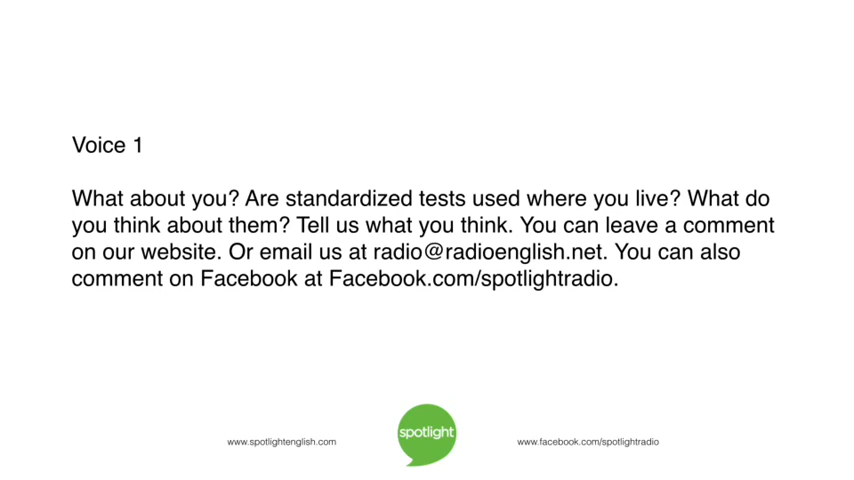 Voice 1
What about you? Are standardized tests used where you live? What do
you think about them? Tell us what you think. You can leave a comment
on our website. Or email us at radio@radioenglish.net. You can also
comment on Facebook at Facebook.com/spotlightradio.
www.spotlightenglish.com
spotlight
www.facebook.com/spotlightradio